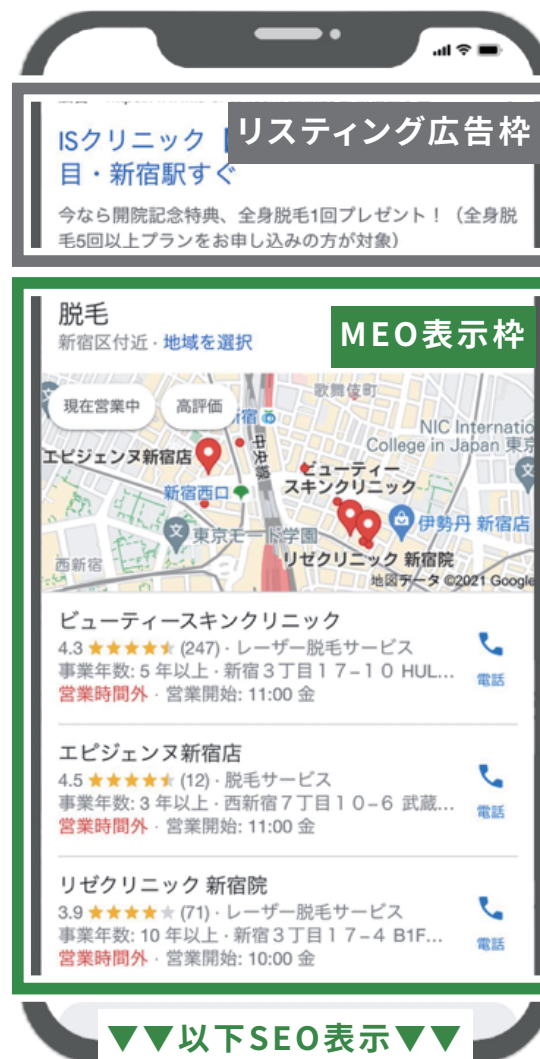 リスティング広告枠
ISクリニック【
目・新宿駅すぐ
今なら開院記念特典、全身脱毛1回プレゼント！（全身脱
毛5回以上プランをお申し込みの方が対象）
MEO表示枠
脱毛
新宿区付近・地域を選択
現在営業中
高評価
歌舞伎町
新宿
NIC Internatio
College in Japan 東京
エピジェンヌ新宿店
中央線
ビューティー
スキンクリニック
新宿西口
伊勢丹 新宿店
東京モード学園
リゼクリニック 新宿院
西新宿
地図データ ©2021 Google
ビューティースキンクリニック
4.3 ★★★★★ (247)・レーザー脱毛サービス
事業年数: 5 年以上・新宿３丁目１７−１０ HUL...
営業時間外・営業開始: 11:00 金
電話
エピジェンヌ新宿店
4.5 ★★★★★ (12)・脱毛サービス
事業年数: 3 年以上・西新宿７丁目１０−６ 武蔵...
営業時間外・営業開始: 11:00 金
電話
リゼクリニック 新宿院
3.9 ★★★★★ (71)・レーザー脱毛サービス
事業年数: 10 年以上・新宿３丁目１７−４ B1F...
営業時間外・営業開始: 10:00 金
電話
▼▼以下SEO表示▼▼